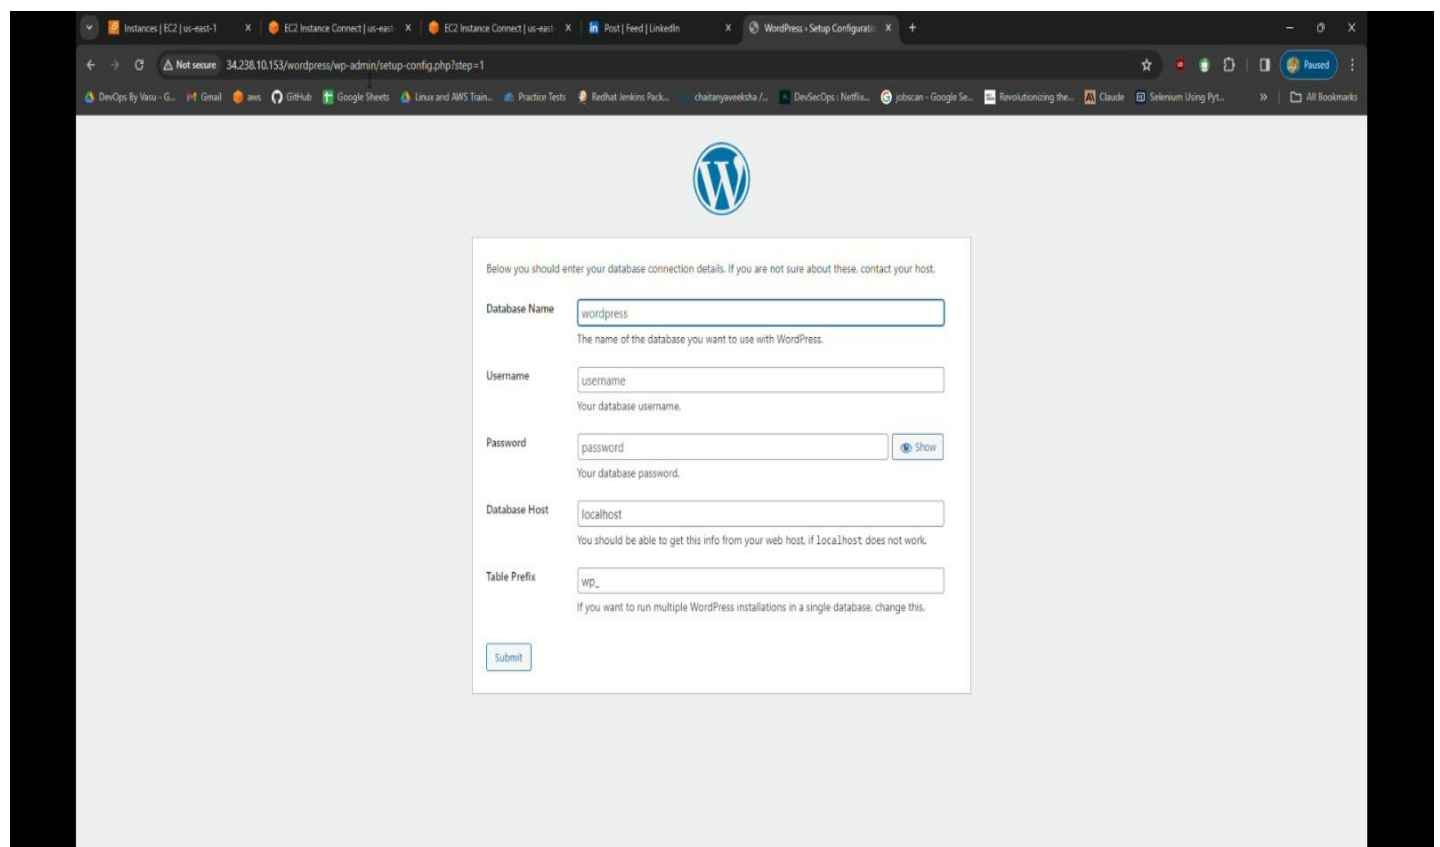 Instances | EC2 | us-east-1
EC2 Instance Connect | us-east-
EC2 Instance Connect | us-east-
Post | Feed | LinkedIn
WordPress › Setup Configuratio
Not secure 34.238.10.153/wordpress/wp-admin/setup-config.php?step=1
Paused
DevOps By Vasu - G... Gmail aws GitHub Google Sheets Linux and AWS Train... Practice Tests Redhat Jenkins Pack... chaitanyaveeksha /... DevSecOps : Netflix... jobscan - Google Se... Revolutionizing the... Claude Selenium Using Pyt... » All Bookmarks
Below you should enter your database connection details. If you are not sure about these, contact your host.
Database Name
wordpress
The name of the database you want to use with WordPress.
Username
username
Your database username.
Password
password
Show
Your database password.
Database Host
localhost
You should be able to get this info from your web host, if localhost does not work.
Table Prefix
wp_
If you want to run multiple WordPress installations in a single database, change this.
Submit